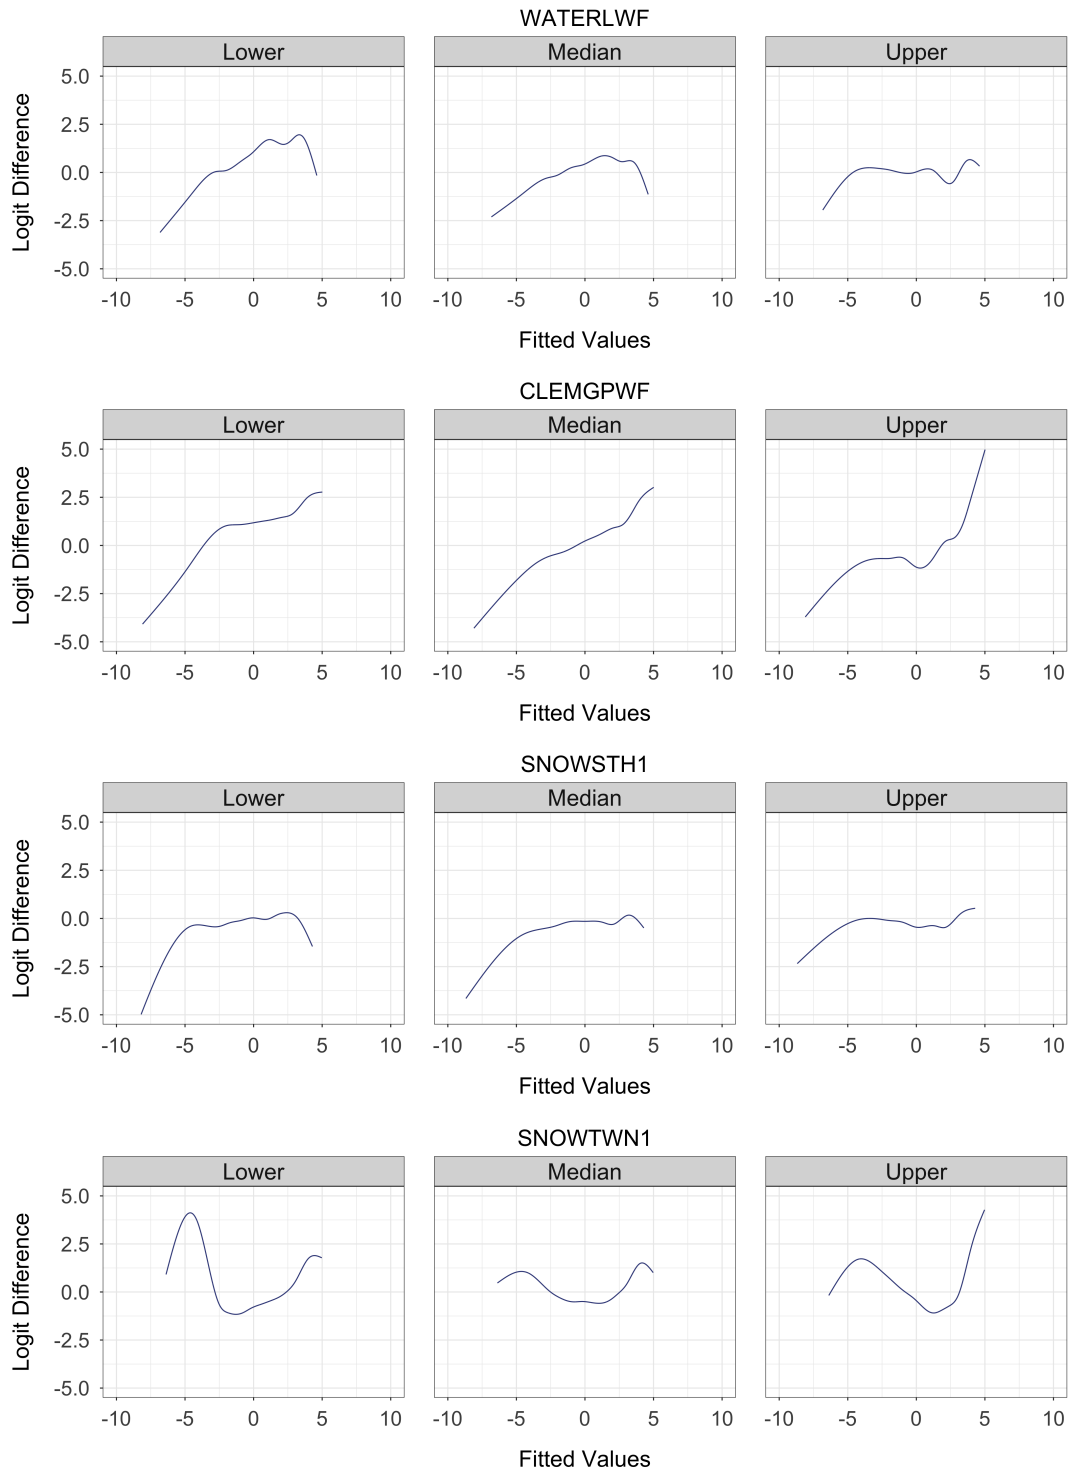 WATERLWF
Lower Median Upper
5.0
2.5
0.0
-2.5
-5.0
Logit Difference
-10 -5 0 5 10 -10 -5 0 5 10 -10 -5 0 5 10
Fitted Values
CLEMGPWF
Lower Median Upper
5.0
2.5
0.0
-2.5
-5.0
Logit Difference
-10 -5 0 5 10 -10 -5 0 5 10 -10 -5 0 5 10
Fitted Values
SNOWSTH1
Lower Median Upper
5.0
2.5
0.0
-2.5
-5.0
Logit Difference
-10 -5 0 5 10 -10 -5 0 5 10 -10 -5 0 5 10
Fitted Values
SNOWTWN1
Lower Median Upper
5.0
2.5
0.0
-2.5
-5.0
Logit Difference
-10 -5 0 5 10 -10 -5 0 5 10 -10 -5 0 5 10
Fitted Values